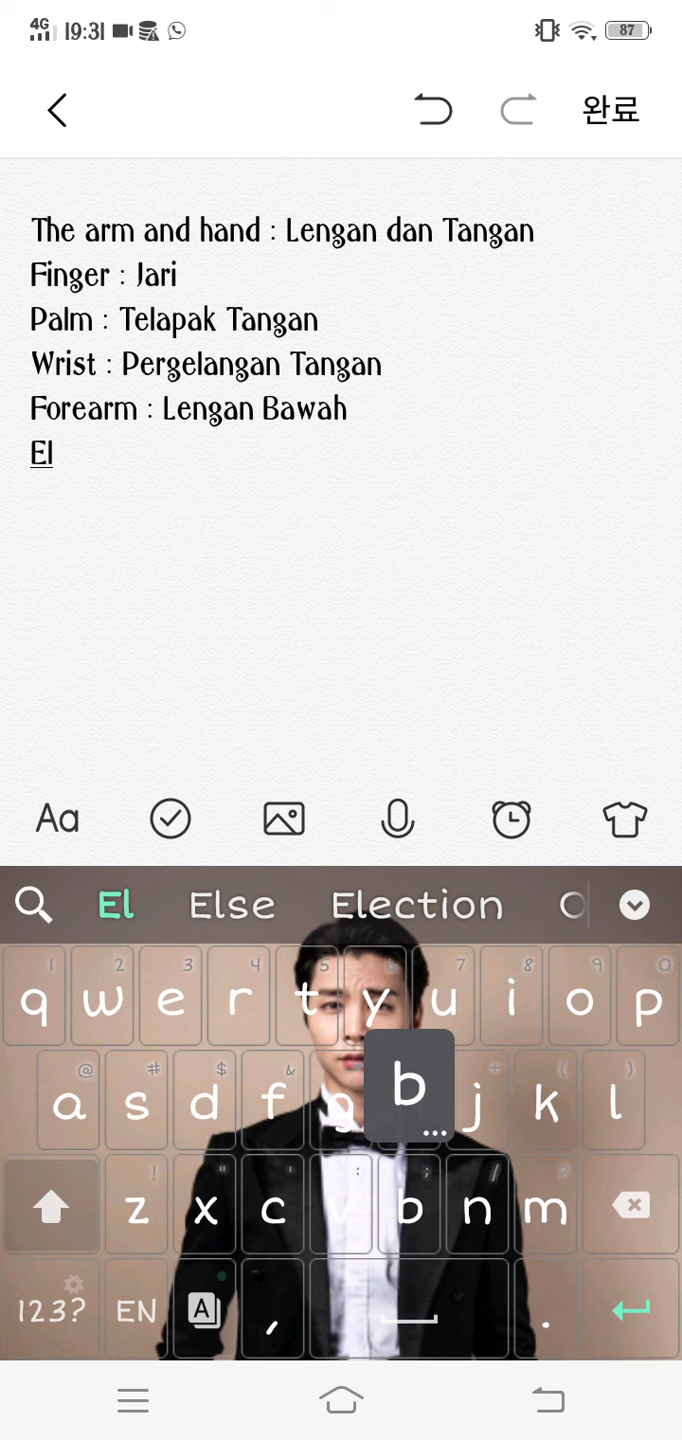 4G 19:31 87
완료
The arm and hand : Lengan dan Tangan
Finger : Jari
Palm : Telapak Tangan
Wrist : Pergelangan Tangan
Forearm : Lengan Bawah
El
Aa
El Else Election
1 2 3 4 5 7 8 9 0
q w e r t y u i o p
@ # $ & + ( )
a s d f g b... j k l
! " ' : ; / ?
z x c v b n m
123? EN A , .